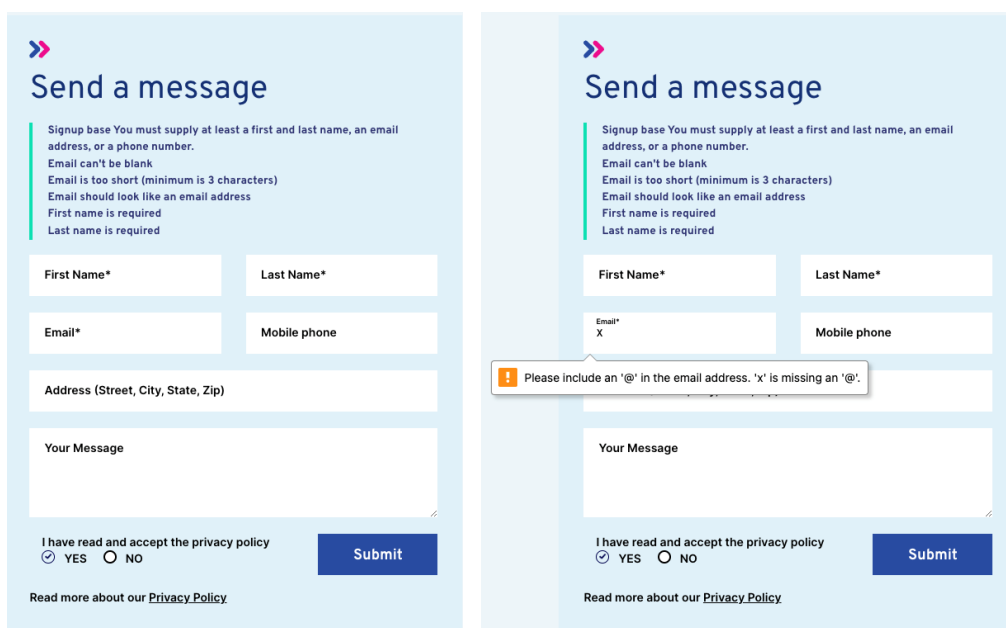 Send a message
Signup base You must supply at least a first and last name, an email
address, or a phone number.
Email can't be blank
Email is too short (minimum is 3 characters)
Email should look like an email address
First name is required
Last name is required
First Name*
Last Name*
Email*
Mobile phone
Address (Street, City, State, Zip)
Your Message
I have read and accept the privacy policy
YES
NO
Submit
Read more about our Privacy Policy
Send a message
Signup base You must supply at least a first and last name, an email
address, or a phone number.
Email can't be blank
Email is too short (minimum is 3 characters)
Email should look like an email address
First name is required
Last name is required
First Name*
Last Name*
Email*
x
Mobile phone
! Please include an '@' in the email address. 'x' is missing an '@'.
Your Message
I have read and accept the privacy policy
YES
NO
Submit
Read more about our Privacy Policy